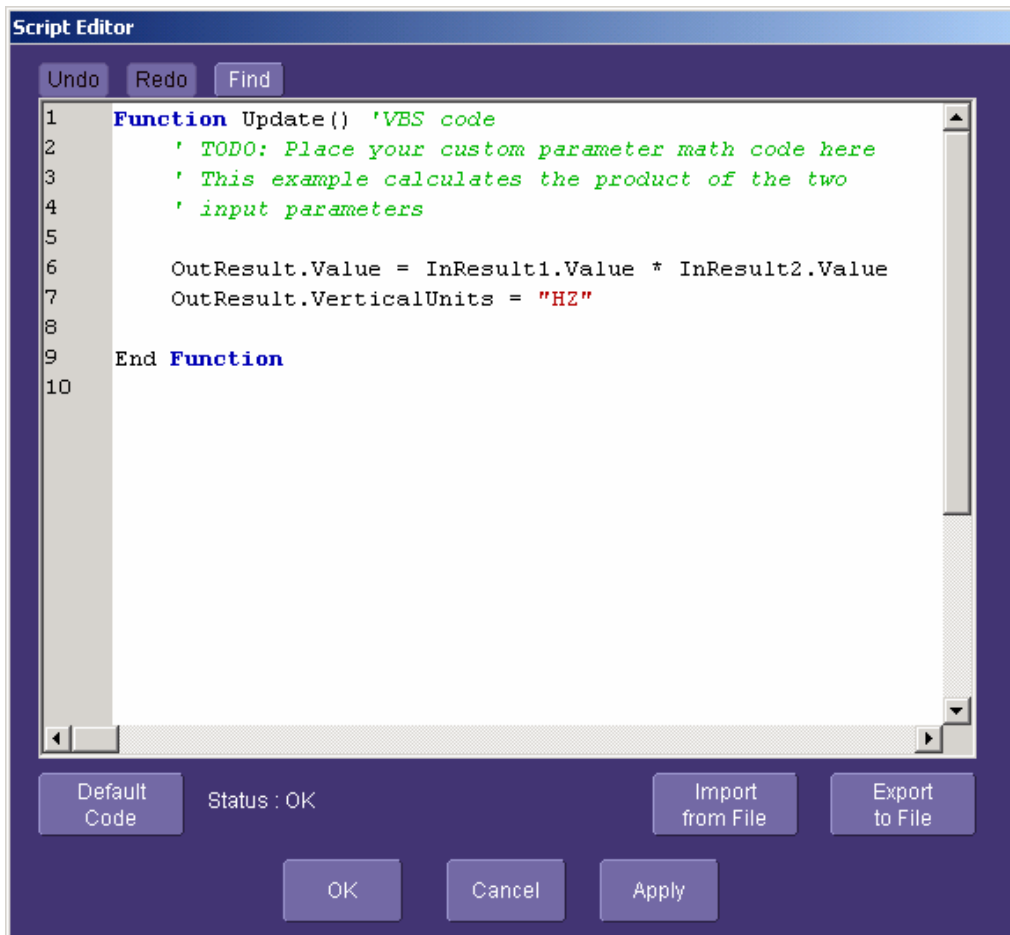 Script Editor
Undo Redo Find
1 Function Update() 'VBS code
2 ' TODO: Place your custom parameter math code here
3 ' This example calculates the product of the two
4 ' input parameters
5
6 OutResult.Value = InResult1.Value * InResult2.Value
7 OutResult.VerticalUnits = "HZ"
8
9 End Function
10
Default
Code
Status : OK
Import
from File
Export
to File
OK Cancel Apply